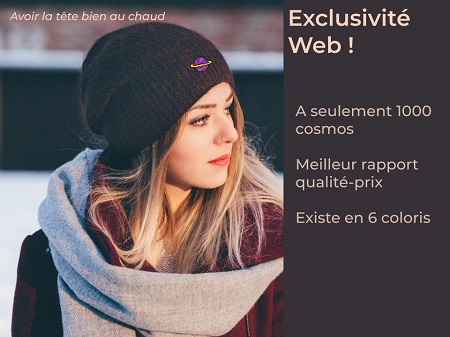 Avoir la tête bien au chaud
Exclusivité
Web !
A seulement 1000
cosmos
Meilleur rapport
qualité-prix
Existe en 6 coloris